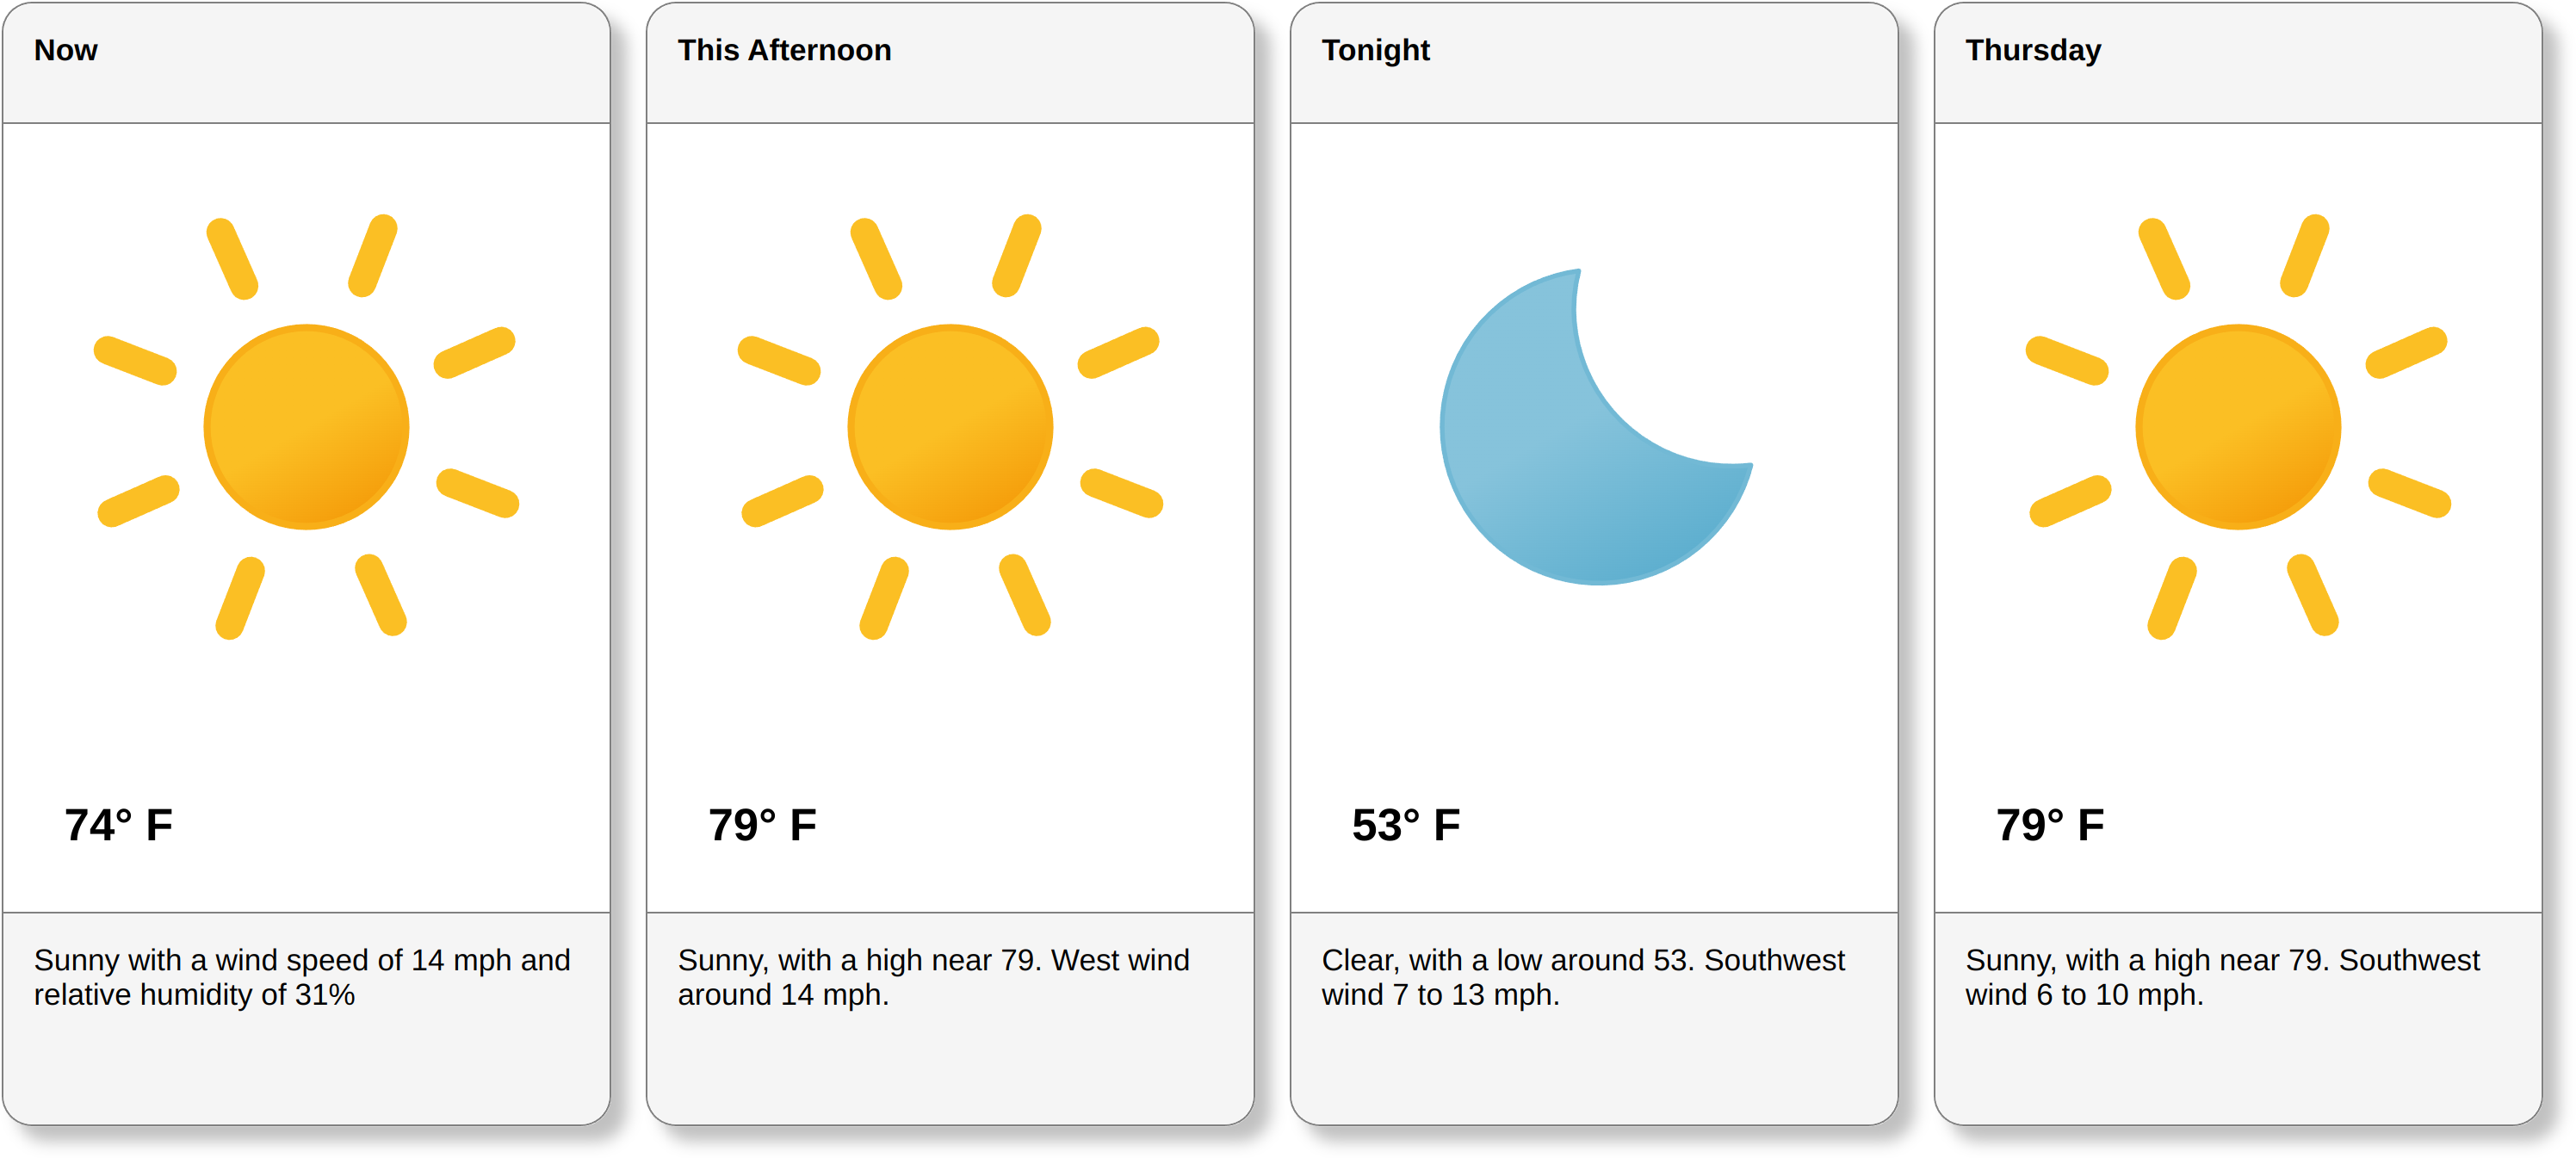 Now
74° F
Sunny with a wind speed of 14 mph and
relative humidity of 31%
This Afternoon
79° F
Sunny, with a high near 79. West wind
around 14 mph.
Tonight
53° F
Clear, with a low around 53. Southwest
wind 7 to 13 mph.
Thursday
79° F
Sunny, with a high near 79. Southwest
wind 6 to 10 mph.